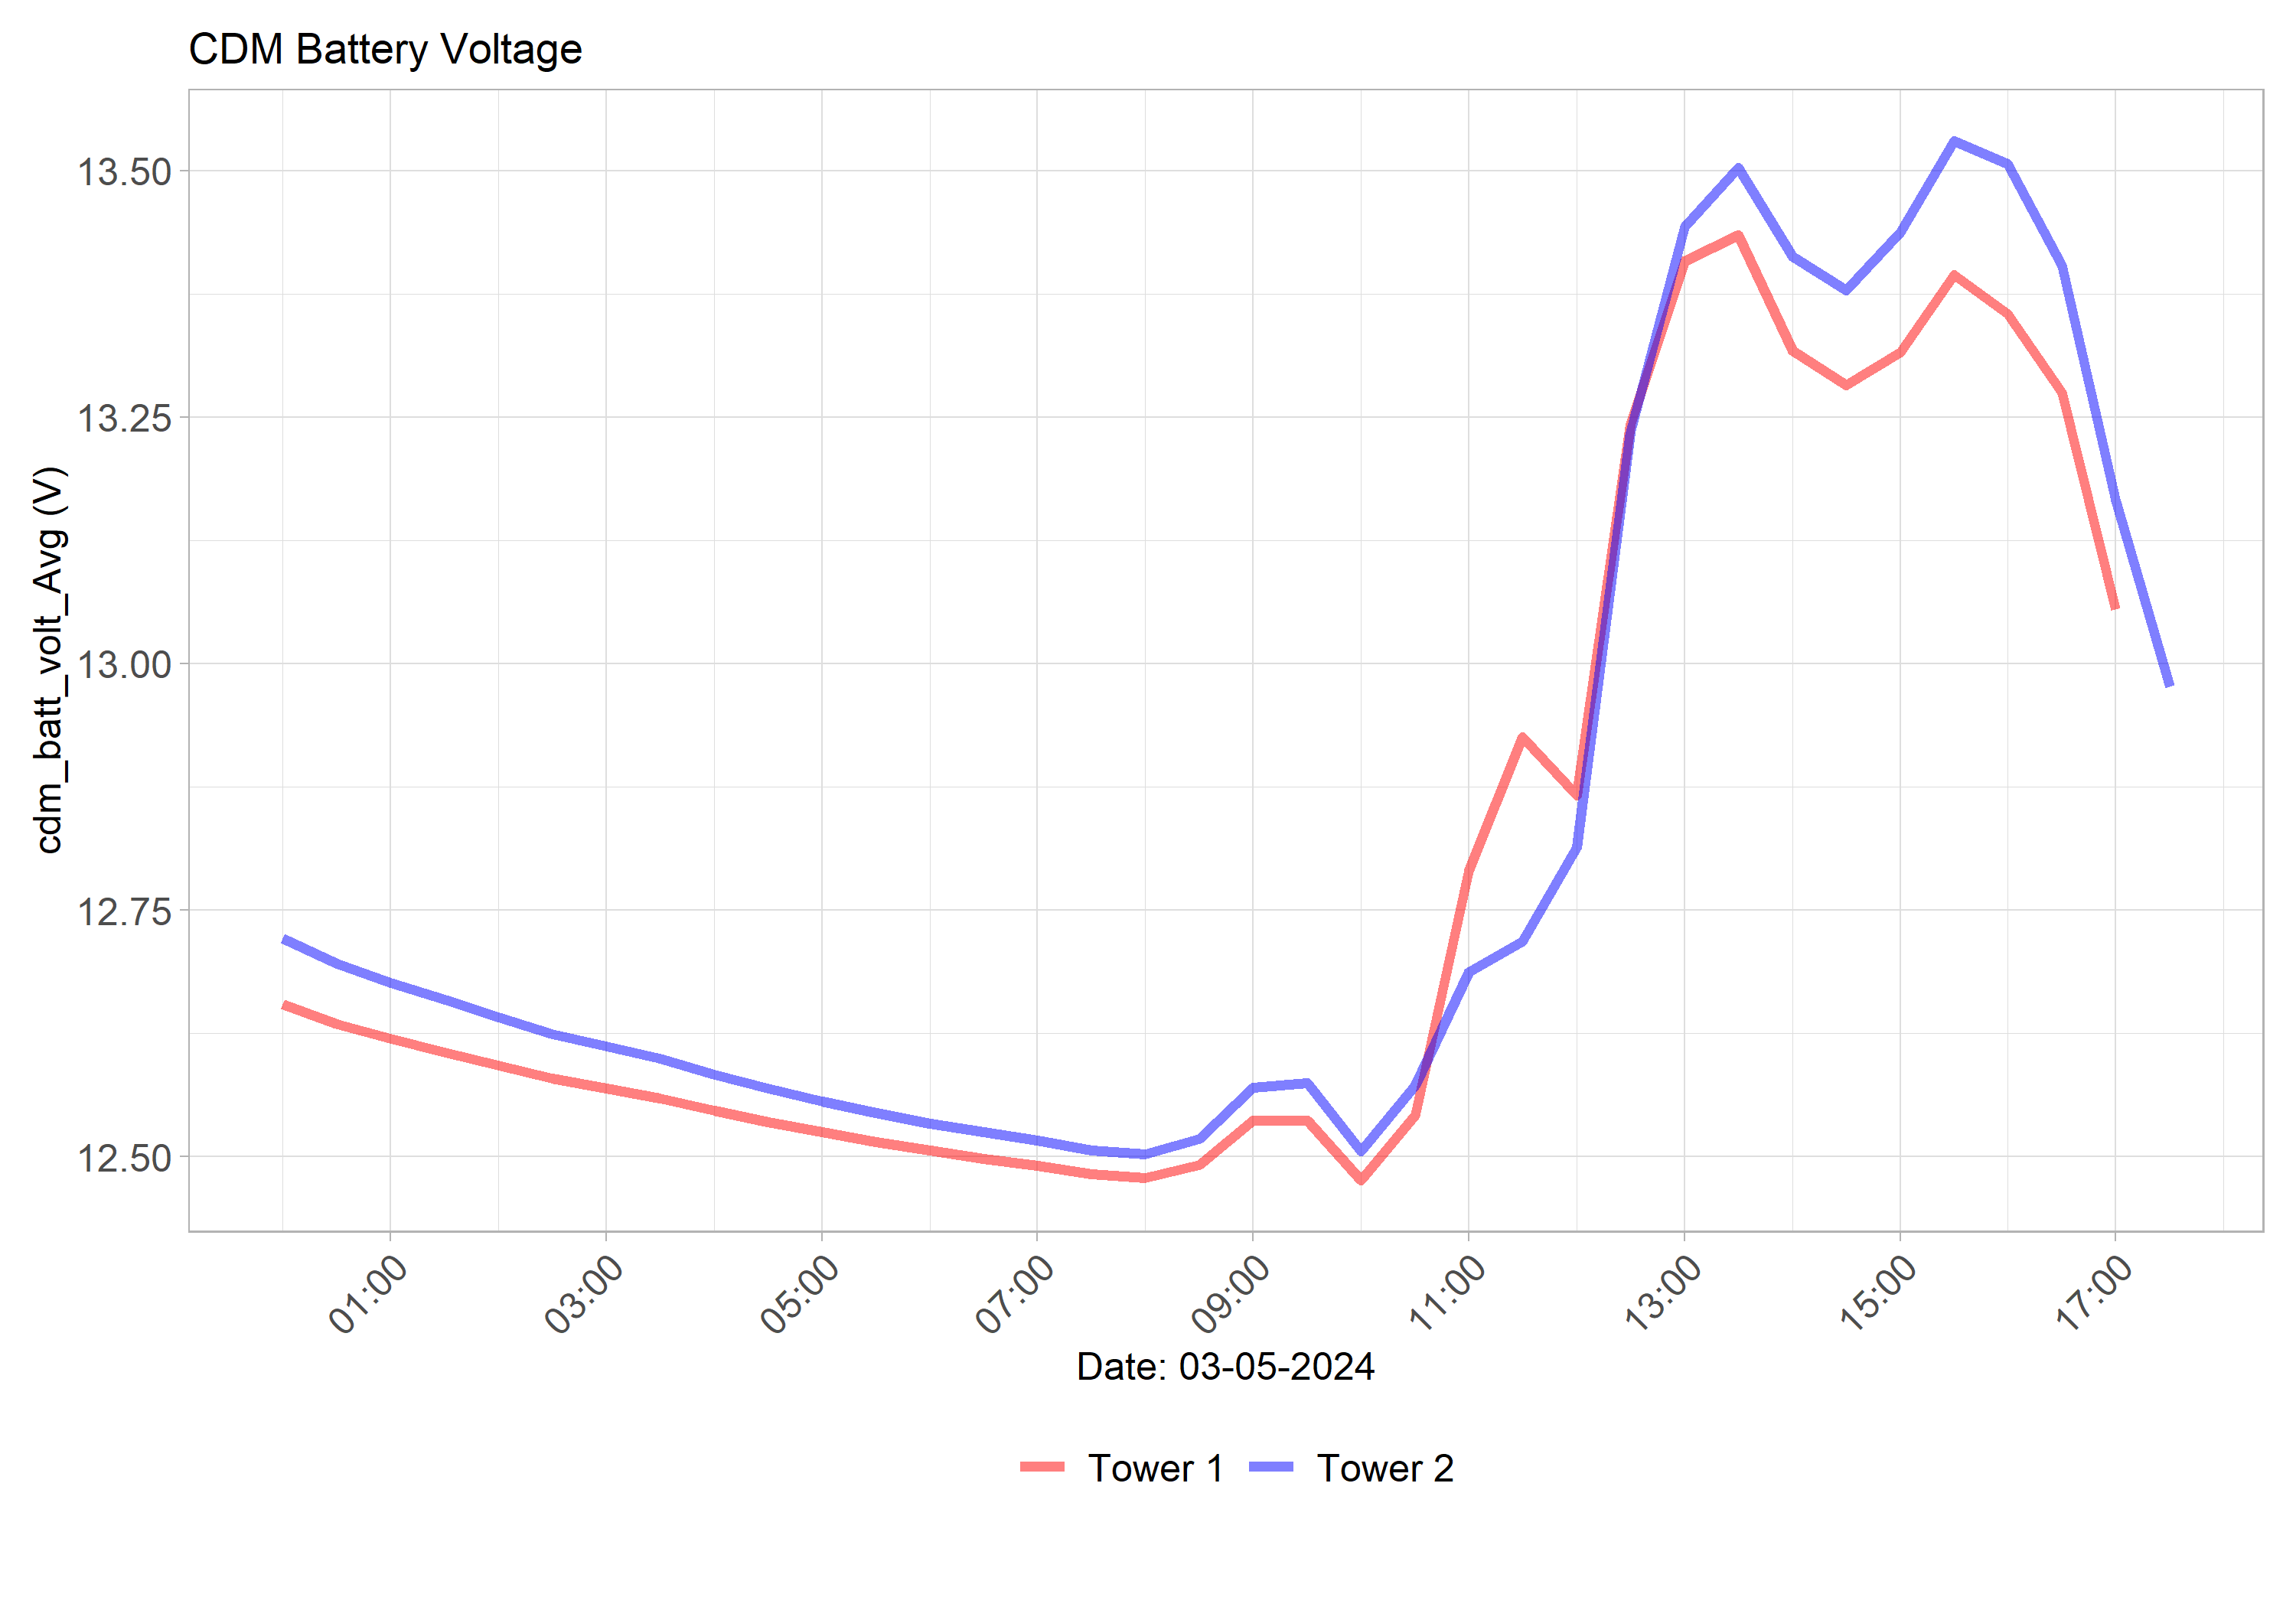 CDM Battery Voltage
cdm_batt_volt_Avg (V)
13.50
13.25
13.00
12.75
12.50
01:00 03:00 05:00 07:00 09:00 11:00 13:00 15:00 17:00
Date: 03-05-2024
Tower 1 Tower 2